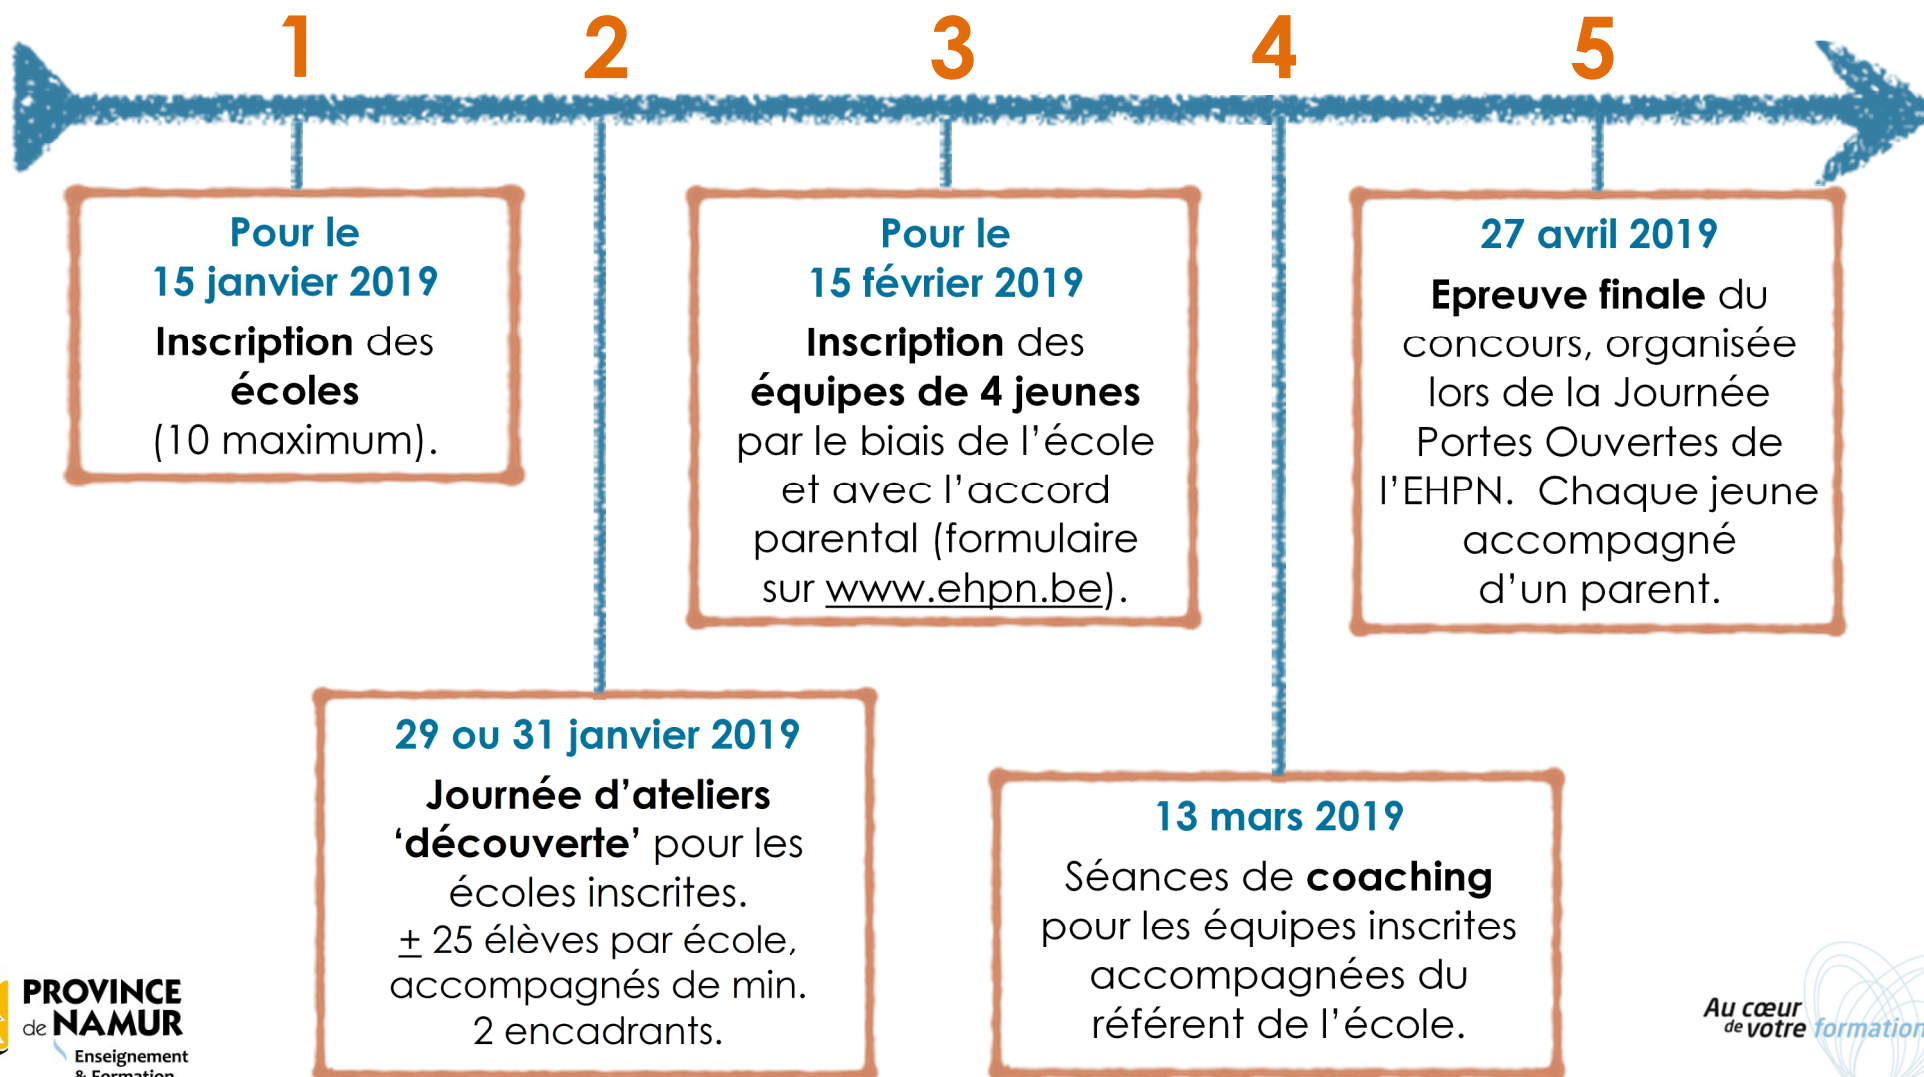 1
2
3
4
5
Pour le
15 janvier 2019
Inscription des
écoles
(10 maximum).
29 ou 31 janvier 2019
Journée d'ateliers
‘découverte’ pour les
écoles inscrites.
± 25 élèves par école,
accompagnés de min.
2 encadrants.
Pour le
15 février 2019
Inscription des
équipes de 4 jeunes
par le biais de l'école
et avec l'accord
parental (formulaire
sur www.ehpn.be).
13 mars 2019
Séances de coaching
pour les équipes inscrites
accompagnées du
référent de l'école.
27 avril 2019
Epreuve finale du
concours, organisée
lors de la Journée
Portes Ouvertes de
l'EHPN. Chaque jeune
accompagné
d'un parent.
PROVINCE
de NAMUR
Enseignement
& Formation
Au cœur
de votre formation